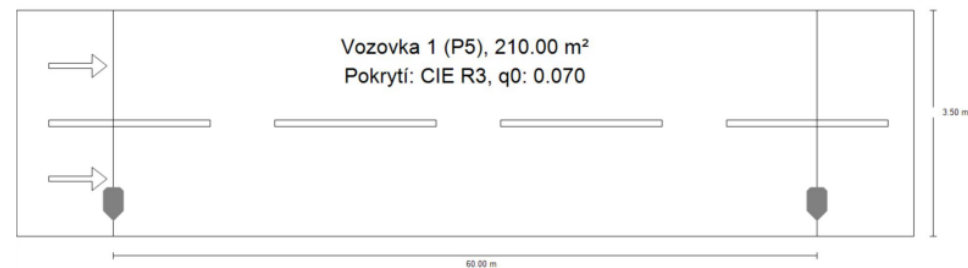 Vozovka 1 (P5), 210.00 m²
Pokrytí: CIE R3, q0: 0.070
3.50 m
60.00 m